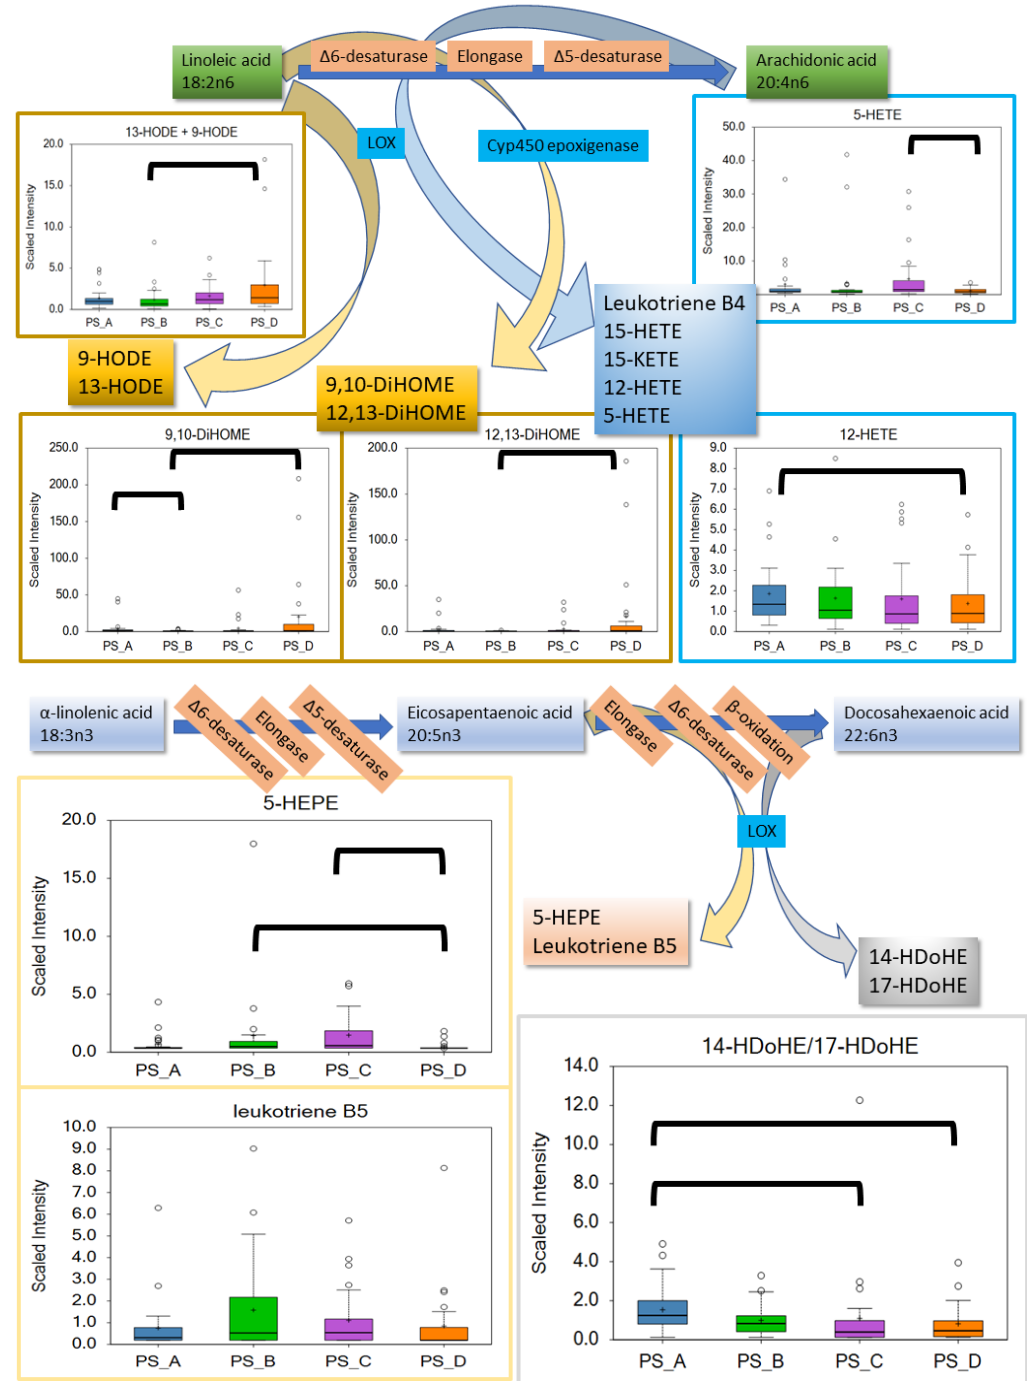 Linoleic acid
18:2n6
Δ6-desaturase
Elongase
Δ5-desaturase
Arachidonic acid
20:4n6
LOX
Cyp450 epoxigenase
13-HODE + 9-HODE
Scaled Intensity
20.0
15.0
10.0
5.0
0.0
PS_A PS_B PS_C PS_D
5-HETE
Scaled Intensity
50.0
40.0
30.0
20.0
10.0
PS_A PS_B PS_C PS_D
9-HODE
13-HODE
9,10-DiHOME
12,13-DiHOME
Leukotriene B4
15-HETE
15-KETE
12-HETE
5-HETE
9,10-DiHOME
Scaled Intensity
250.0
200.0
150.0
100.0
50.0
0.0
PS_A PS_B PS_C PS_D
12,13-DiHOME
Scaled Intensity
200.0
150.0
100.0
50.0
0.0
PS_A PS_B PS_C PS_D
12-HETE
Scaled Intensity
9.0
8.0
7.0
6.0
5.0
4.0
3.0
2.0
1.0
0.0
PS_A PS_B PS_C PS_D
α-linolenic acid
18:3n3
Δ6-desaturase
Elongase
Δ5-desaturase
Eicosapentaenoic acid
20:5n3
Elongase
Δ6-desaturase
β-oxidation
Docosahexaenoic acid
22:6n3
LOX
5-HEPE
Leukotriene B5
14-HDoHE
17-HDoHE
5-HEPE
Scaled Intensity
20.0
15.0
10.0
5.0
0.0
PS_A PS_B PS_C PS_D
leukotriene B5
Scaled Intensity
10.0
9.0
8.0
7.0
6.0
5.0
4.0
3.0
2.0
1.0
0.0
PS_A PS_B PS_C PS_D
14-HDoHE/17-HDoHE
Scaled Intensity
14.0
12.0
10.0
8.0
6.0
4.0
2.0
0.0
PS_A PS_B PS_C PS_D